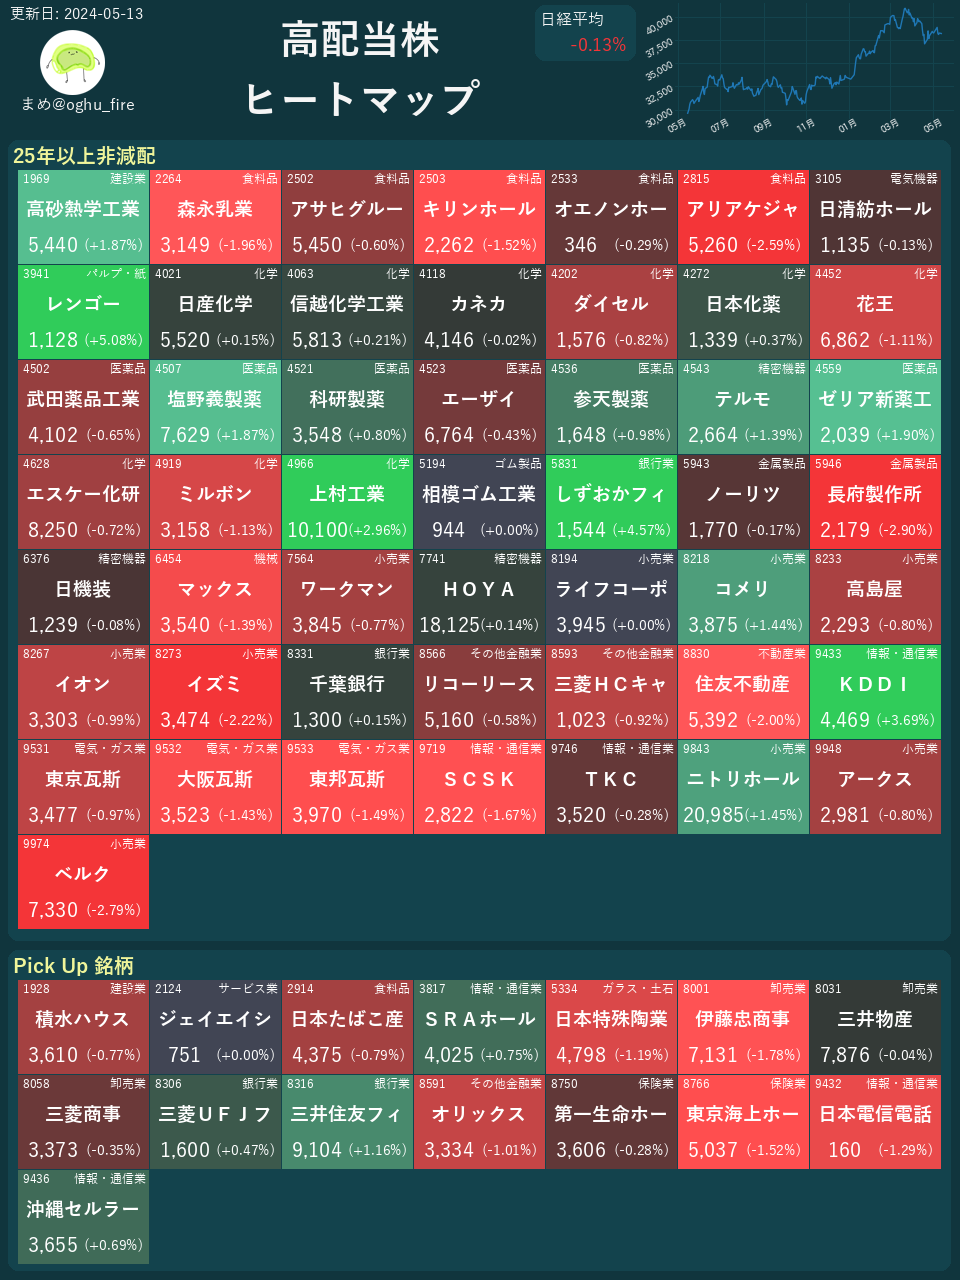 更新日: 2024-05-13
まめ@oghu_fire
高配当株
ヒートマップ
日経平均
-0.13%
40,000
37,500
35,000
32,500
30,000
05月 07月 09月 11月 01月 03月 05月
25年以上非減配
1969 建設業 2264 食料品 2502 食料品 2503 食料品 2533 食料品 2815 食料品 3105 電気機器
高砂熱学工業 森永乳業 アサヒグルー キリンホール オエノンホー アリアケジャ 日清紡ホール
5,440 (+1.87%) 3,149 (-1.96%) 5,450 (-0.60%) 2,262 (-1.52%) 346 (-0.29%) 5,260 (-2.59%) 1,135 (-0.13%)
3941 パルプ・紙 4021 化学 4063 化学 4118 化学 4202 化学 4272 化学 4452 化学
レンゴー 日産化学 信越化学工業 カネカ ダイセル 日本化薬 花王
1,128 (+5.08%) 5,520 (+0.15%) 5,813 (+0.21%) 4,146 (-0.02%) 1,576 (-0.82%) 1,339 (+0.37%) 6,862 (-1.11%)
4502 医薬品 4507 医薬品 4521 医薬品 4523 医薬品 4536 医薬品 4543 精密機器 4559 医薬品
武田薬品工業 塩野義製薬 科研製薬 エーザイ 参天製薬 テルモ ゼリア新薬工
4,102 (-0.65%) 7,629 (+1.87%) 3,548 (+0.80%) 6,764 (-0.43%) 1,648 (+0.98%) 2,664 (+1.39%) 2,039 (+1.90%)
4628 化学 4919 化学 4966 化学 5194 ゴム製品 5831 銀行業 5943 金属製品 5946 金属製品
エスケー化研 ミルボン 上村工業 相模ゴム工業 しずおかフィ ノーリツ 長府製作所
8,250 (-0.72%) 3,158 (-1.13%) 10,100(+2.96%) 944 (+0.00%) 1,544 (+4.57%) 1,770 (-0.17%) 2,179 (-2.90%)
6376 精密機器 6454 機械 7564 小売業 7741 精密機器 8194 小売業 8218 小売業 8233 小売業
日機装 マックス ワークマン ＨＯＹＡ ライフコーポ コメリ 高島屋
1,239 (-0.08%) 3,540 (-1.39%) 3,845 (-0.77%) 18,125(+0.14%) 3,945 (+0.00%) 3,875 (+1.44%) 2,293 (-0.80%)
8267 小売業 8273 小売業 8331 銀行業 8566 その他金融業 8593 その他金融業 8830 不動産業 9433 情報・通信業
イオン イズミ 千葉銀行 リコーリース 三菱ＨＣキャ 住友不動産 ＫＤＤＩ
3,303 (-0.99%) 3,474 (-2.22%) 1,300 (+0.15%) 5,160 (-0.58%) 1,023 (-0.92%) 5,392 (-2.00%) 4,469 (+3.69%)
9531 電気・ガス業 9532 電気・ガス業 9533 電気・ガス業 9719 情報・通信業 9746 情報・通信業 9843 小売業 9948 小売業
東京瓦斯 大阪瓦斯 東邦瓦斯 ＳＣＳＫ ＴＫＣ ニトリホール アークス
3,477 (-0.97%) 3,523 (-1.43%) 3,970 (-1.49%) 2,822 (-1.67%) 3,520 (-0.28%) 20,985(+1.45%) 2,981 (-0.80%)
9974 小売業
ベルク
7,330 (-2.79%)
Pick Up 銘柄
1928 建設業 2124 サービス業 2914 食料品 3817 情報・通信業 5334 ガラス・土石 8001 卸売業 8031 卸売業
積水ハウス ジェイエイシ 日本たばこ産 ＳＲＡホール 日本特殊陶業 伊藤忠商事 三井物産
3,610 (-0.77%) 751 (+0.00%) 4,375 (-0.79%) 4,025 (+0.75%) 4,798 (-1.19%) 7,131 (-1.78%) 7,876 (-0.04%)
8058 卸売業 8306 銀行業 8316 銀行業 8591 その他金融業 8750 保険業 8766 保険業 9432 情報・通信業
三菱商事 三菱ＵＦＪフ 三井住友フィ オリックス 第一生命ホー 東京海上ホー 日本電信電話
3,373 (-0.35%) 1,600 (+0.47%) 9,104 (+1.16%) 3,334 (-1.01%) 3,606 (-0.28%) 5,037 (-1.52%) 160 (-1.29%)
9436 情報・通信業
沖縄セルラー
3,655 (+0.69%)